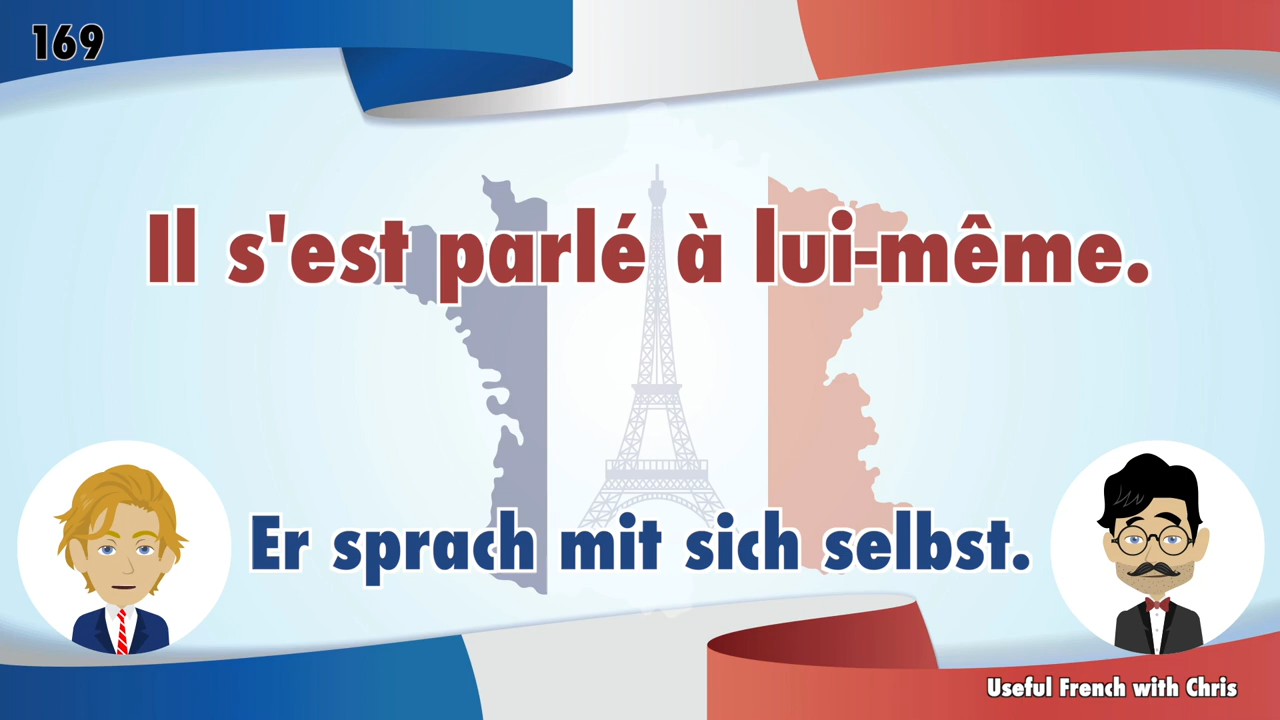 169
Il s'est parlé à lui-même.
Er sprach mit sich selbst.
Useful French with Chris